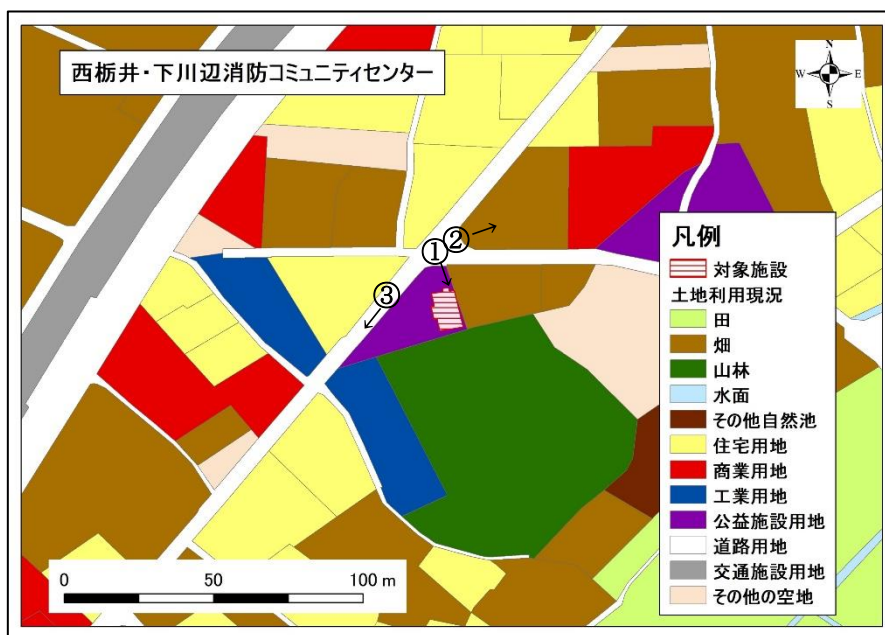 西栃井・下川辺消防コミュニティセンター
N
W E
S
②
①
③
凡例
対象施設
土地利用現況
田
畑
山林
水面
その他自然池
住宅用地
商業用地
工業用地
公益施設用地
道路用地
交通施設用地
その他の空地
0 50 100 m